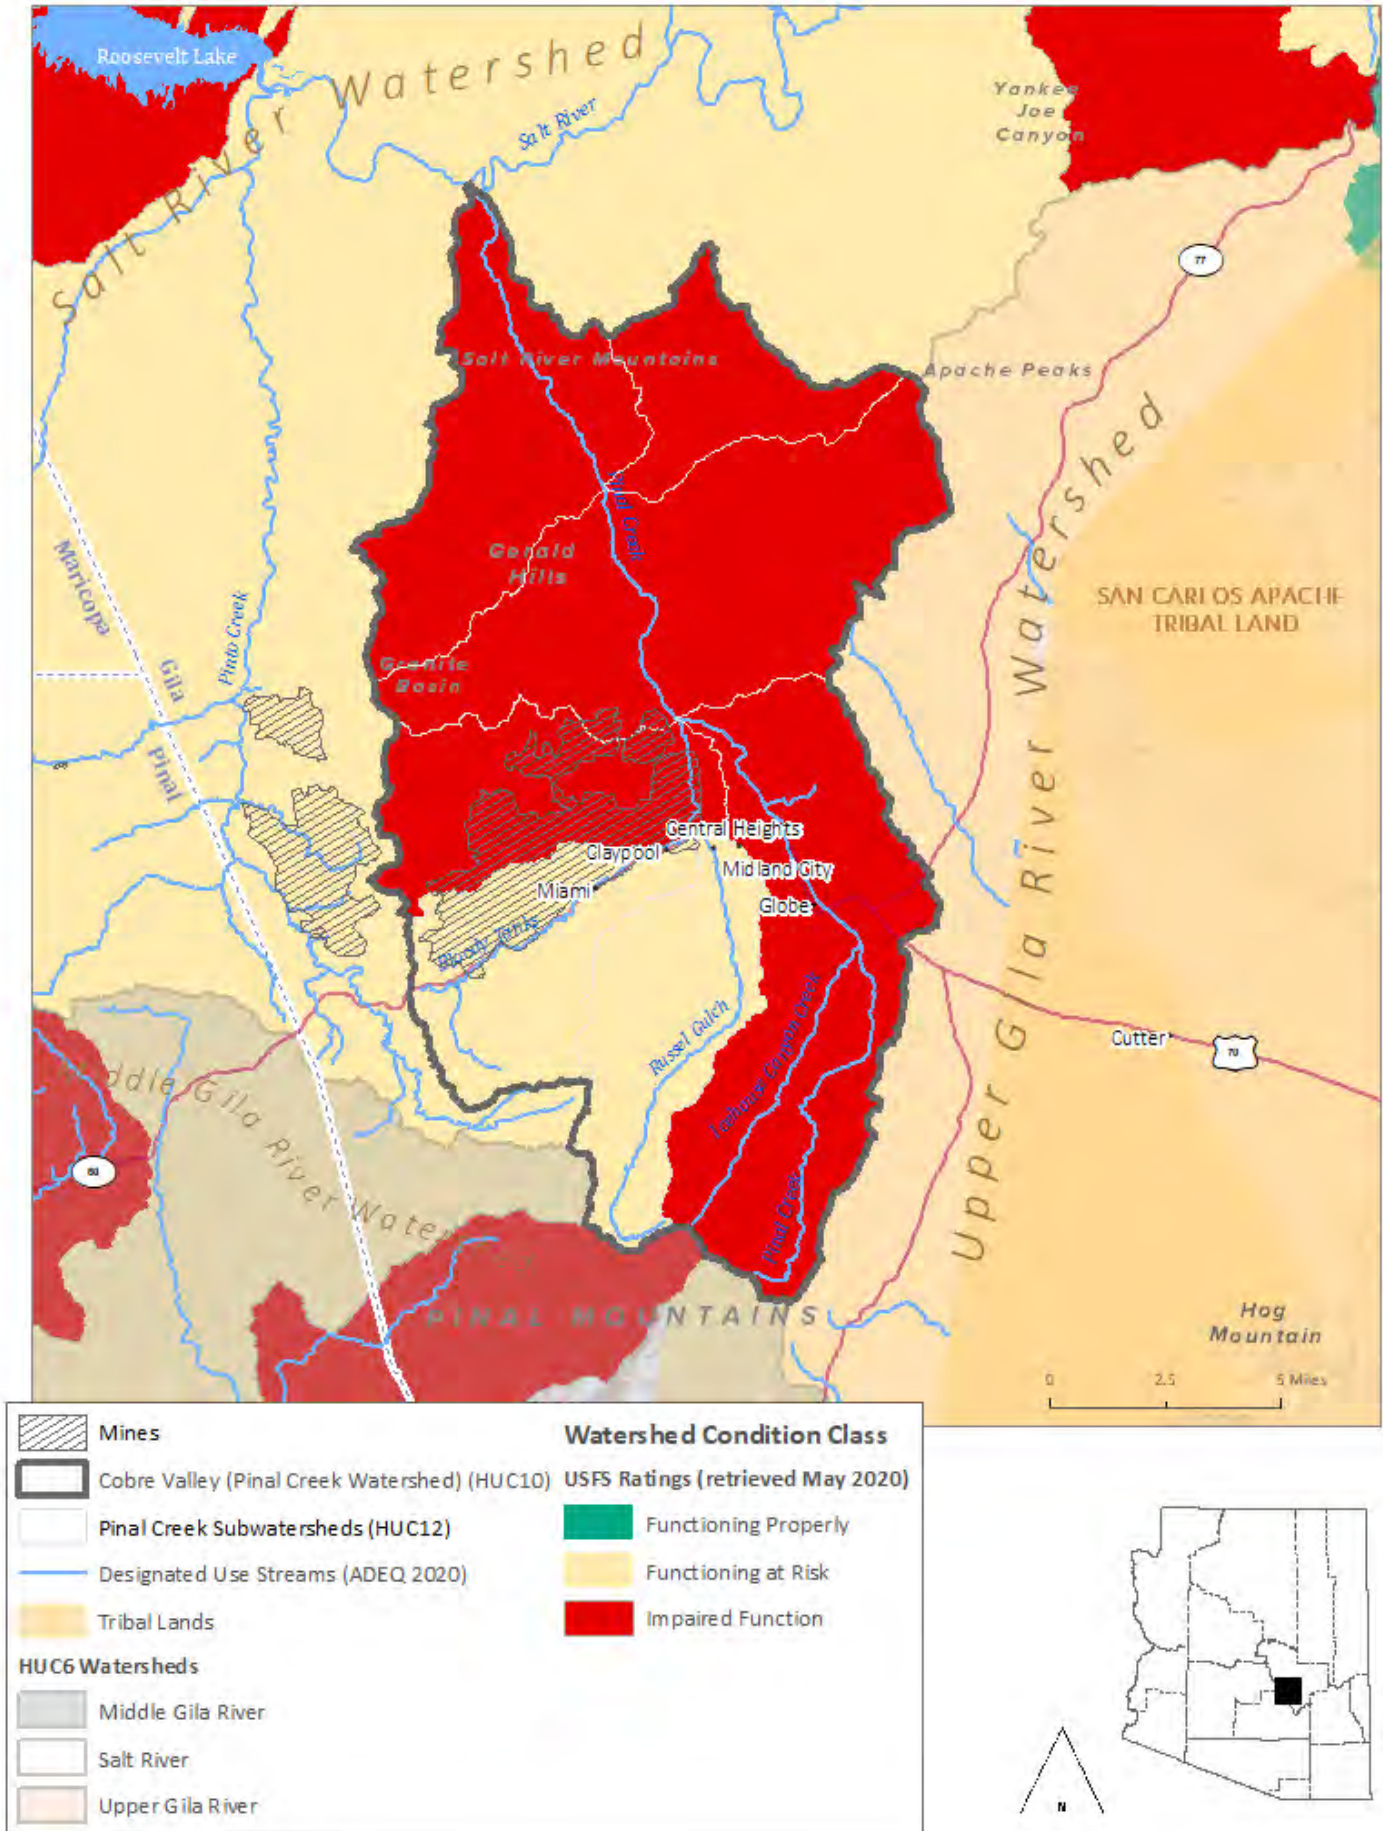 Roosevelt Lake
Salt River Watershed
Salt River
Yankee
Joe
Canyon
77
Salt River Mountains
Apache Peaks
Pinal Creek
Gerald
Hills
Upper Gila River Watershed
SAN CARLOS APACHE
TRIBAL LAND
Maricopa
Gila
Pinal
Pinto Creek
Granite
Basin
Central Heights
Claypool
Midland City
Miami
Globe
Bloody Tanks
Russel Gulch
Icehouse Canyon Creek
Pinal Creek
Cutter
70
60
ddle Gila River Water
PINAL MOUNTAINS
Hog
Mountain
0 2.5 5 Miles
Mines
Cobre Valley (Pinal Creek Watershed) (HUC10)
Pinal Creek Subwatersheds (HUC12)
Designated Use Streams (ADEQ 2020)
Tribal Lands
HUC6 Watersheds
Middle Gila River
Salt River
Upper Gila River
Watershed Condition Class
USFS Ratings (retrieved May 2020)
Functioning Properly
Functioning at Risk
Impaired Function
N